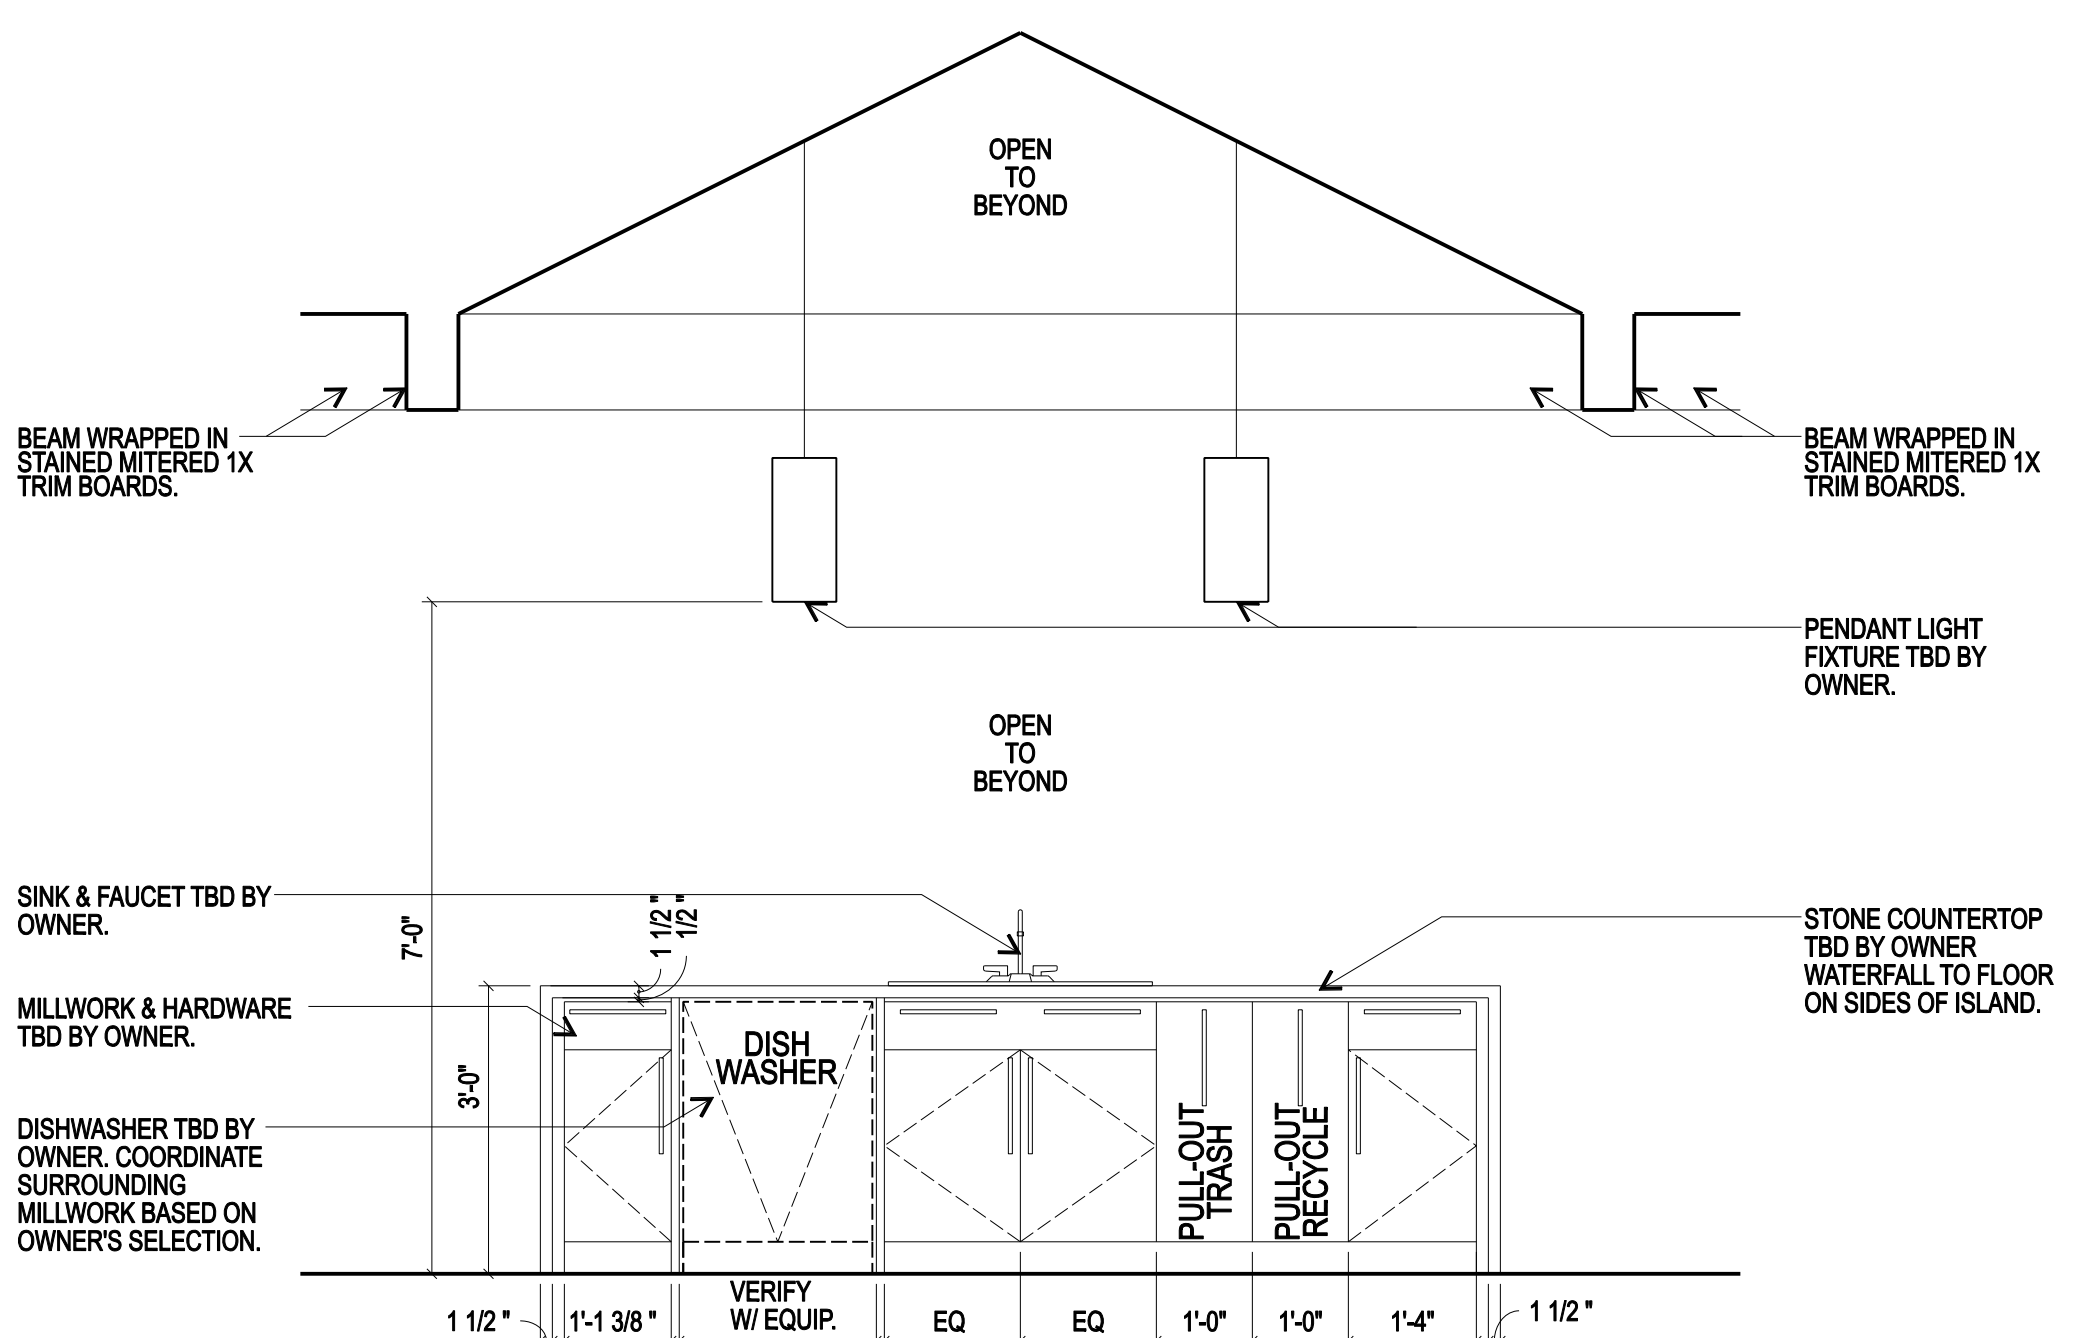 OPEN
TO
BEYOND
BEAM WRAPPED IN
STAINED MITERED 1X
TRIM BOARDS.
BEAM WRAPPED IN
STAINED MITERED 1X
TRIM BOARDS.
PENDANT LIGHT
FIXTURE TBD BY
OWNER.
OPEN
TO
BEYOND
SINK & FAUCET TBD BY
OWNER.
7'-0"
1 1/2 "
1/2 "
STONE COUNTERTOP
TBD BY OWNER
WATERFALL TO FLOOR
ON SIDES OF ISLAND.
MILLWORK & HARDWARE
TBD BY OWNER.
3'-0"
DISH
WASHER
DISHWASHER TBD BY
OWNER. COORDINATE
SURROUNDING
MILLWORK BASED ON
OWNER'S SELECTION.
PULL-OUT
TRASH
PULL-OUT
RECYCLE
1 1/2 "
1'-1 3/8 "
VERIFY
W/ EQUIP.
EQ
EQ
1'-0"
1'-0"
1'-4"
1 1/2 "